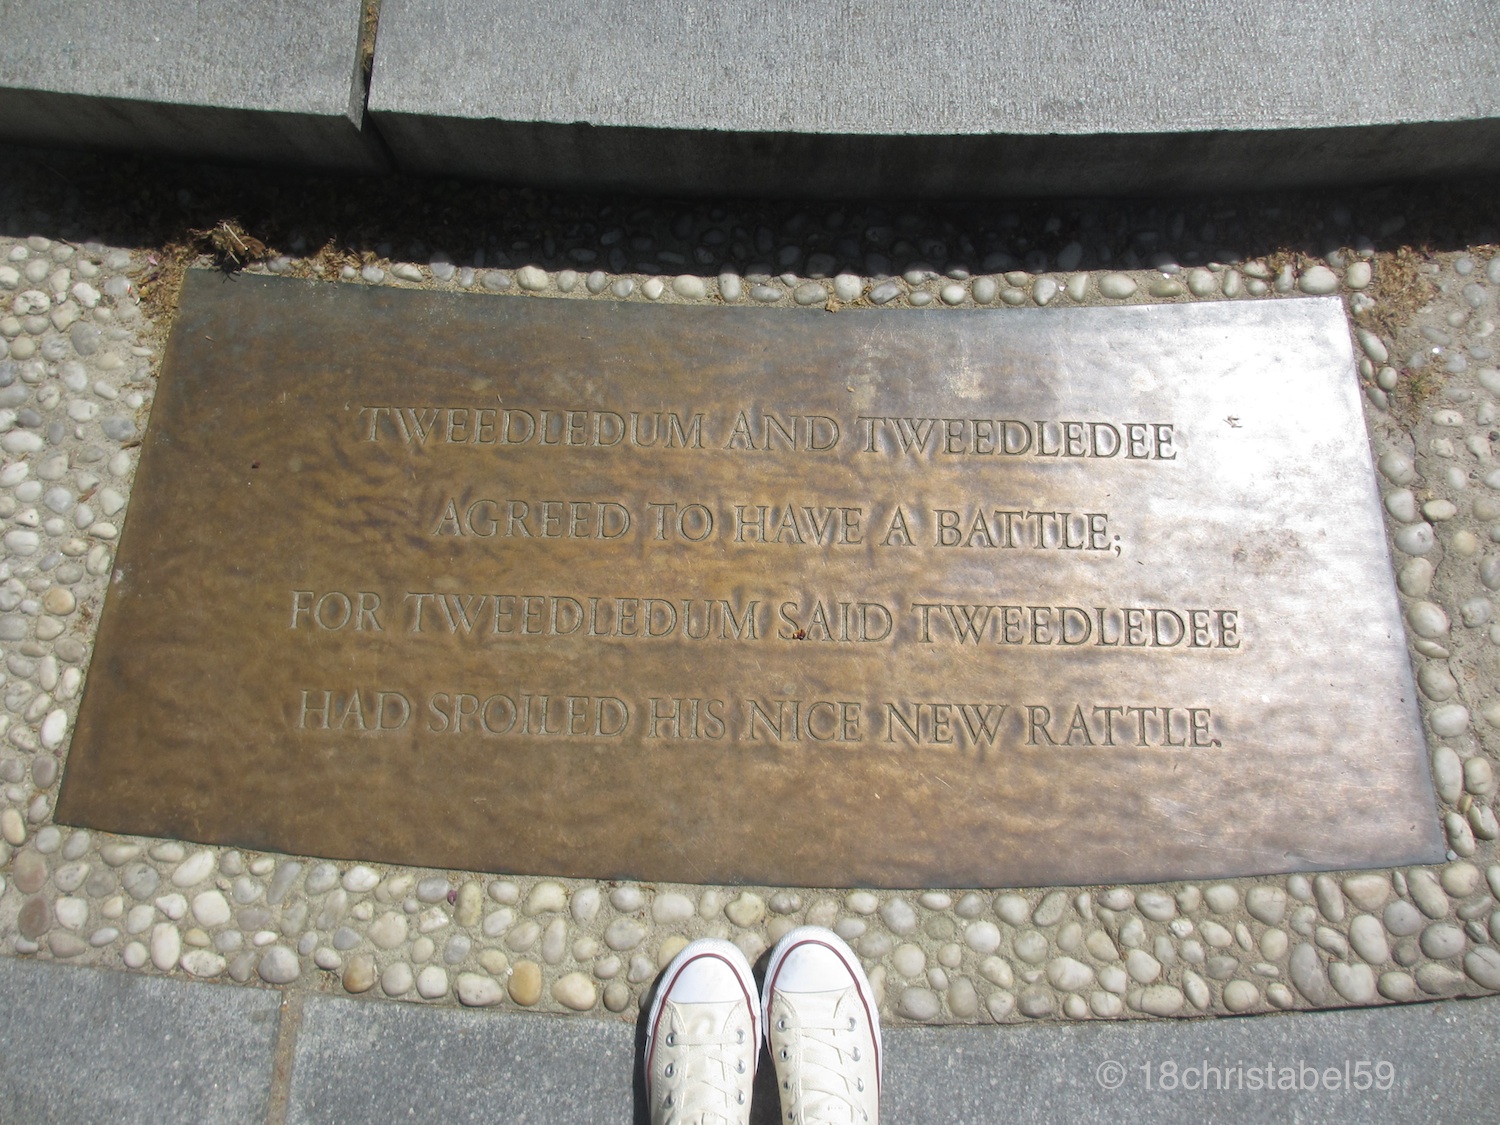 TWEEDLEDUM AND TWEEDLEDEE
AGREED TO HAVE A BATTLE;
FOR TWEEDLEDUM SAID TWEEDLEDEE
HAD SPOILED HIS NICE NEW RATTLE.
© 18christabel59